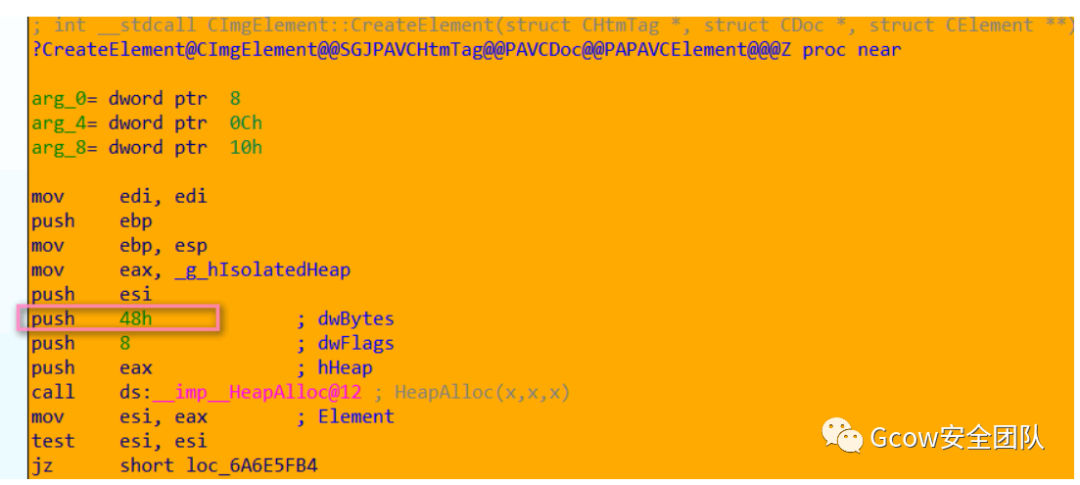 ; int __stdcall CImgElement::CreateElement(struct CHtmTag *, struct CDoc *, struct CElement **)
?CreateElement@CImgElement@@SGJPAVCHtmTag@@PAVCDoc@@PAPAVCElement@@@Z proc near
arg_0= dword ptr  8
arg_4= dword ptr  0Ch
arg_8= dword ptr  10h
mov     edi, edi
push    ebp
mov     ebp, esp
mov     eax, _g_hIsolatedHeap
push    esi
push    48h             ; dwBytes
push    8               ; dwFlags
push    eax             ; hHeap
call    ds:__imp__HeapAlloc@12 ; HeapAlloc(x,x,x)
mov     esi, eax        ; Element
test    esi, esi
jz      short loc_6A6E5FB4
Gcow安全团队